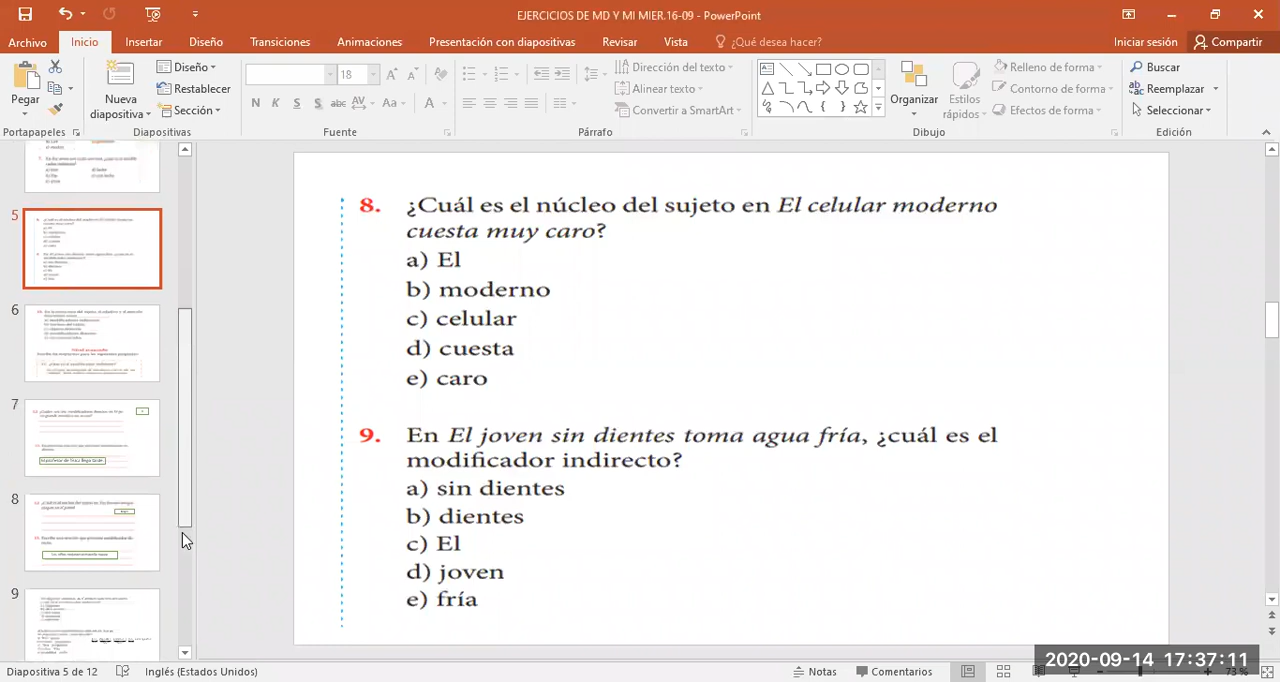 EJERCICIOS DE MD Y MI MIER.16-09 - PowerPoint
Archivo Inicio Insertar Diseño Transiciones Animaciones Presentación con diapositivas Revisar Vista ¿Qué desea hacer? Iniciar sesión Compartir
Pegar
Portapapeles
Nueva diapositiva
Diseño
Restablecer
Sección
Diapositivas
18
N K S S abc AV Aa A
Fuente
Dirección del texto
Alinear texto
Convertir a SmartArt
Párrafo
Organizar
Estilos rápidos
Relleno de forma
Contorno de forma
Efectos de forma
Dibujo
Buscar
Reemplazar
Seleccionar
Edición
5
6
7
8
9
8. ¿Cuál es el núcleo del sujeto en El celular moderno
cuesta muy caro?
a) El
b) moderno
c) celular
d) cuesta
e) caro
9. En El joven sin dientes toma agua fría, ¿cuál es el
modificador indirecto?
a) sin dientes
b) dientes
c) El
d) joven
e) fría
Diapositiva 5 de 12 Inglés (Estados Unidos) Notas Comentarios 73 %
2020-09-14 17:37:11